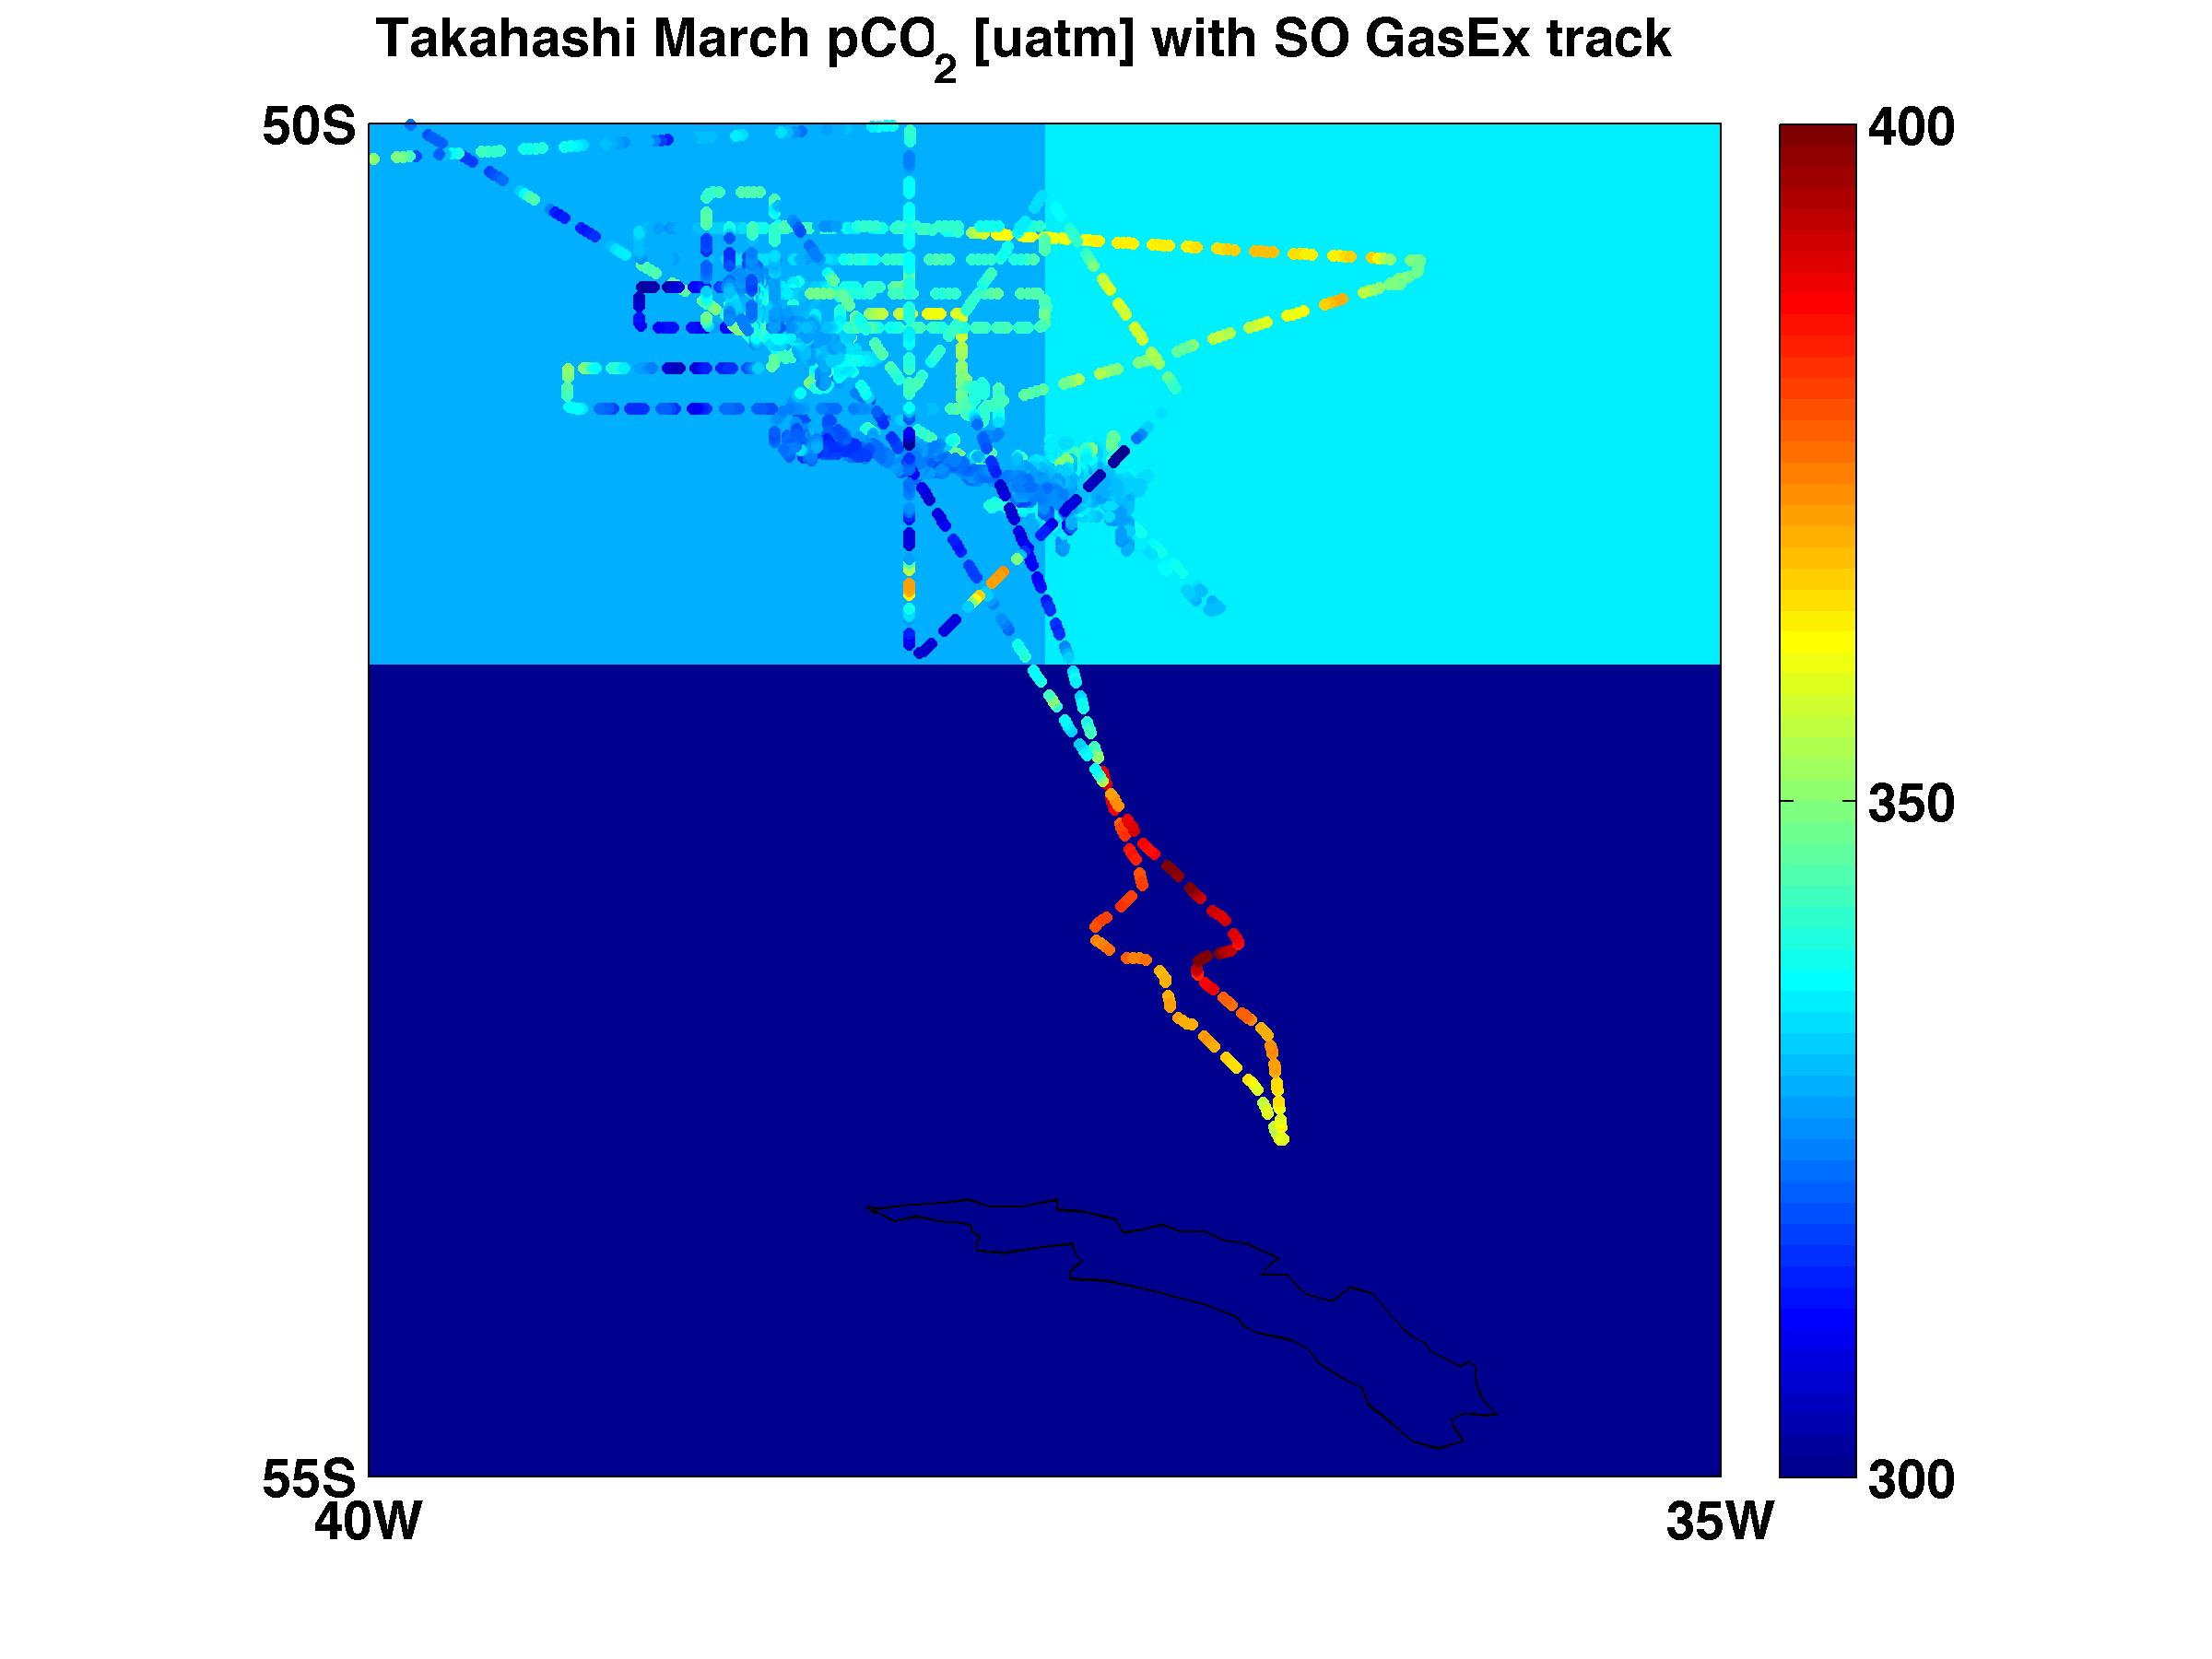 Takahashi March pCO2 [uatm] with SO GasEx track
50S
400
350
55S
300
40W
35W